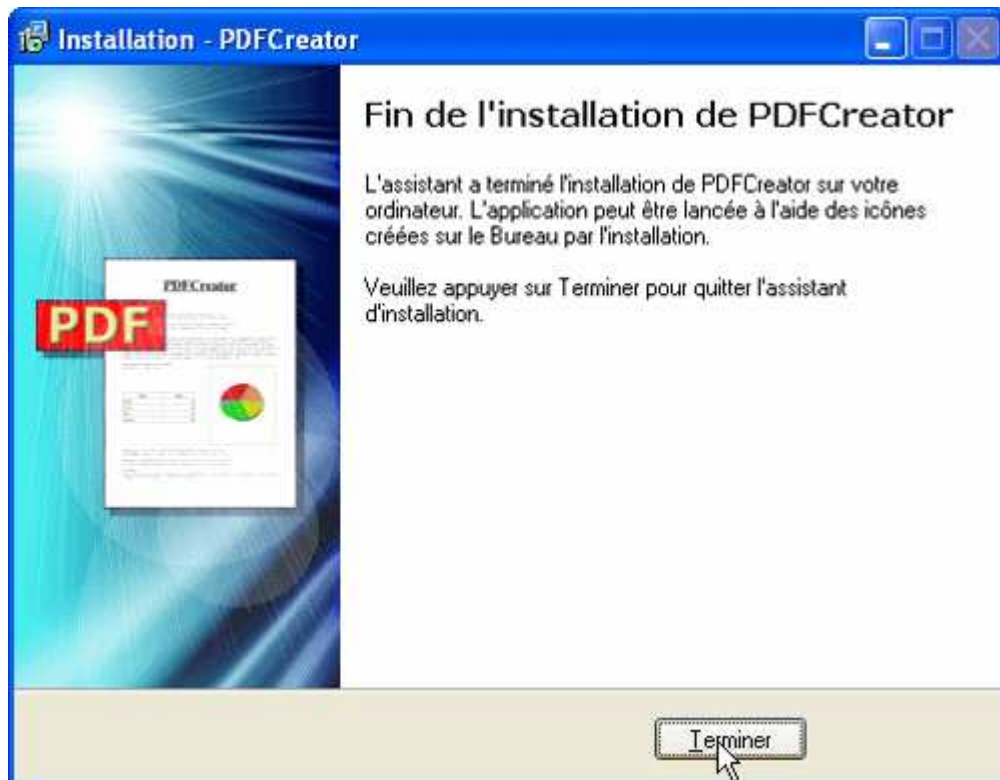 Installation - PDFCreator
Fin de l'installation de PDFCreator
L'assistant a terminé l'installation de PDFCreator sur votre
ordinateur. L'application peut être lancée à l'aide des icônes
créées sur le Bureau par l'installation.
Veuillez appuyer sur Terminer pour quitter l'assistant
d'installation.
PDFCreator
PDF
Terminer